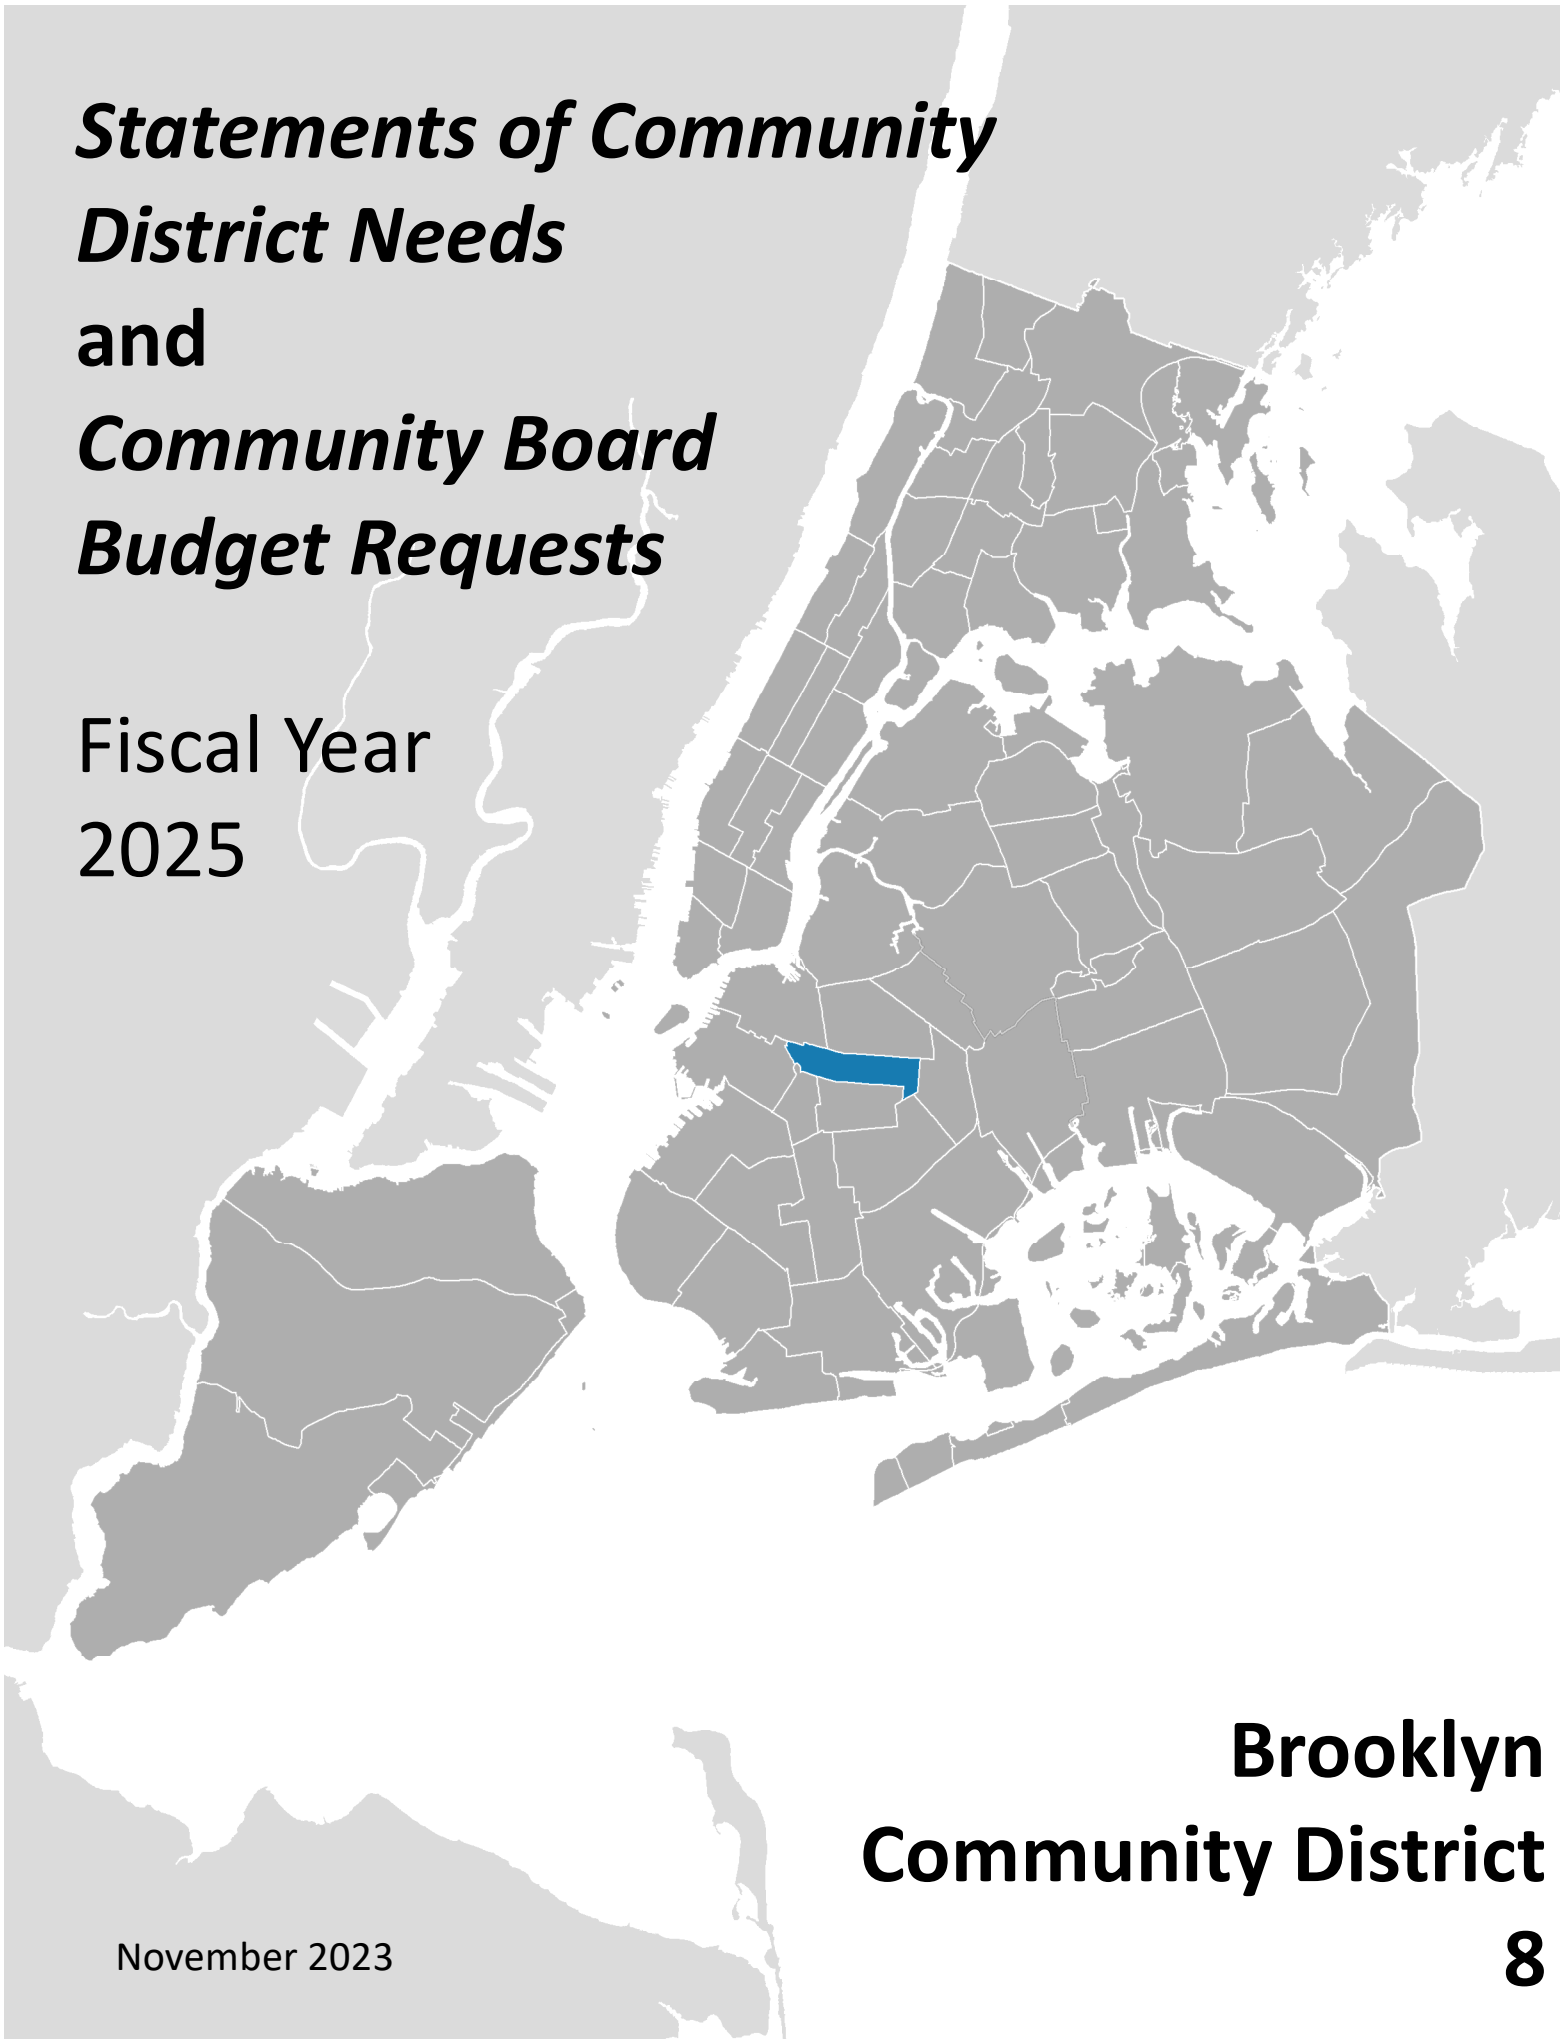 Statements of Community
District Needs
and
Community Board
Budget Requests
Fiscal Year
2025
Brooklyn
Community District
8
November 2023